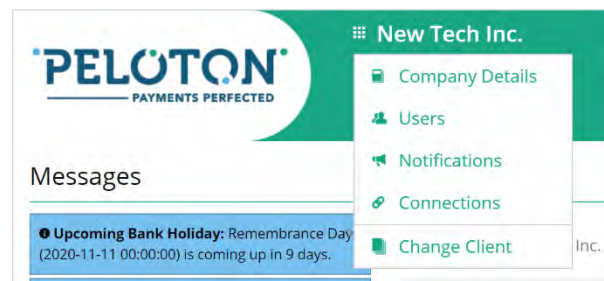 New Tech Inc.
PELOTON
PAYMENTS PERFECTED
Company Details
Users
Notifications
Connections
Change Client
Messages
Upcoming Bank Holiday: Remembrance Day
(2020-11-11 00:00:00) is coming up in 9 days.
Inc.